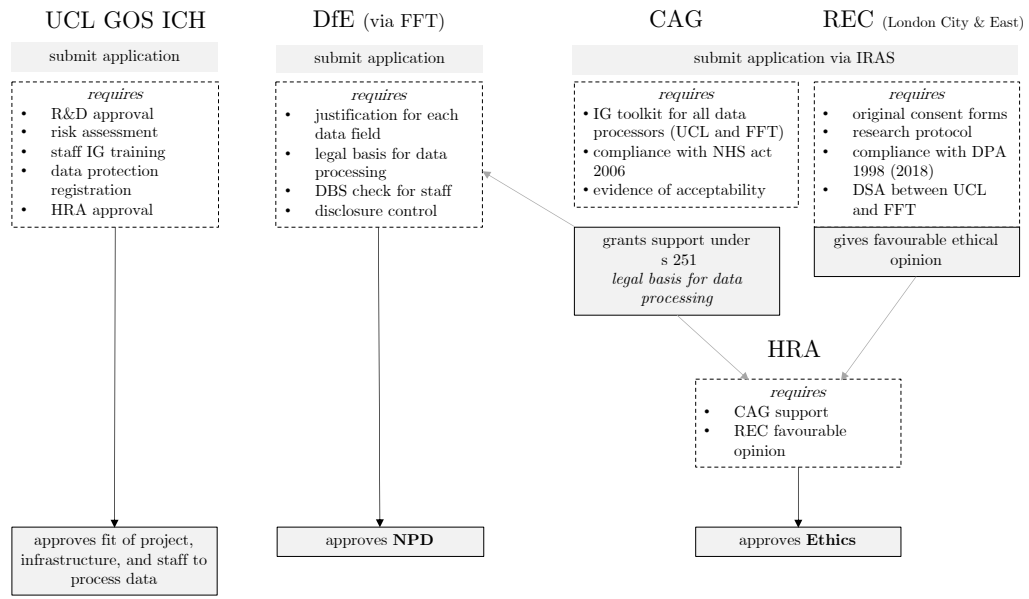 UCL GOS ICH
submit application
requires
• R&D approval
• risk assessment
• staff IG training
• data protection
registration
• HRA approval
approves fit of project,
infrastructure, and staff to
process data
DfE (via FFT)
submit application
requires
• justification for each
data field
• legal basis for data
processing
• DBS check for staff
• disclosure control
approves NPD
CAG
REC (London City & East)
submit application via IRAS
requires
• IG toolkit for all data
processors (UCL and FFT)
• compliance with NHS act
2006
• evidence of acceptability
grants support under
s 251
legal basis for data
processing
requires
• original consent forms
• research protocol
• compliance with DPA
1998 (2018)
• DSA between UCL
and FFT
gives favourable ethical
opinion
HRA
requires
• CAG support
• REC favourable
opinion
approves Ethics